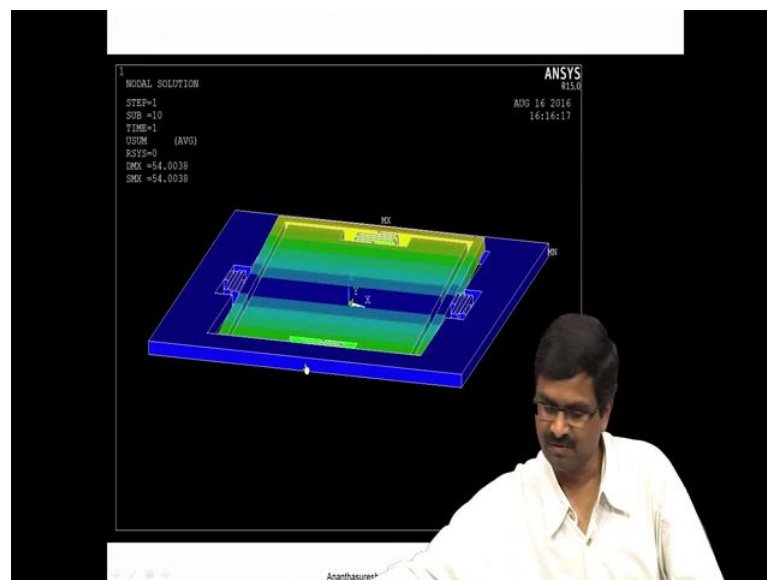 1
NODAL SOLUTION
STEP=1
SUB =10
TIME=1
USUM (AVG)
RSYS=0
DMX =54.0038
SMX =54.0038
ANSYS
R15.0
AUG 16 2016
16:16:17
MX
MN
Y
X
Ananthasuresh